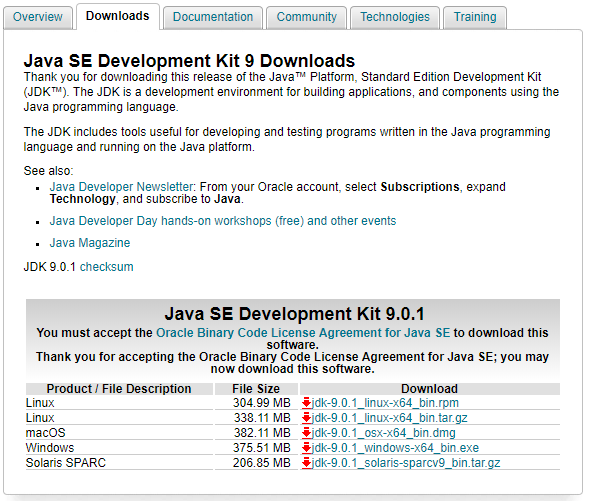 Overview Downloads Documentation Community Technologies Training
Java SE Development Kit 9 Downloads
Thank you for downloading this release of the Java™ Platform, Standard Edition Development Kit
(JDK™). The JDK is a development environment for building applications, and components using the
Java programming language.
The JDK includes tools useful for developing and testing programs written in the Java programming
language and running on the Java platform.
See also:
Java Developer Newsletter: From your Oracle account, select Subscriptions, expand
Technology, and subscribe to Java.
Java Developer Day hands-on workshops (free) and other events
Java Magazine
JDK 9.0.1 checksum
Java SE Development Kit 9.0.1
You must accept the Oracle Binary Code License Agreement for Java SE to download this
software.
Thank you for accepting the Oracle Binary Code License Agreement for Java SE; you may
now download this software.
Product / File Description File Size Download
Linux 304.99 MB jdk-9.0.1_linux-x64_bin.rpm
Linux 338.11 MB jdk-9.0.1_linux-x64_bin.tar.gz
macOS 382.11 MB jdk-9.0.1_osx-x64_bin.dmg
Windows 375.51 MB jdk-9.0.1_windows-x64_bin.exe
Solaris SPARC 206.85 MB jdk-9.0.1_solaris-sparcv9_bin.tar.gz